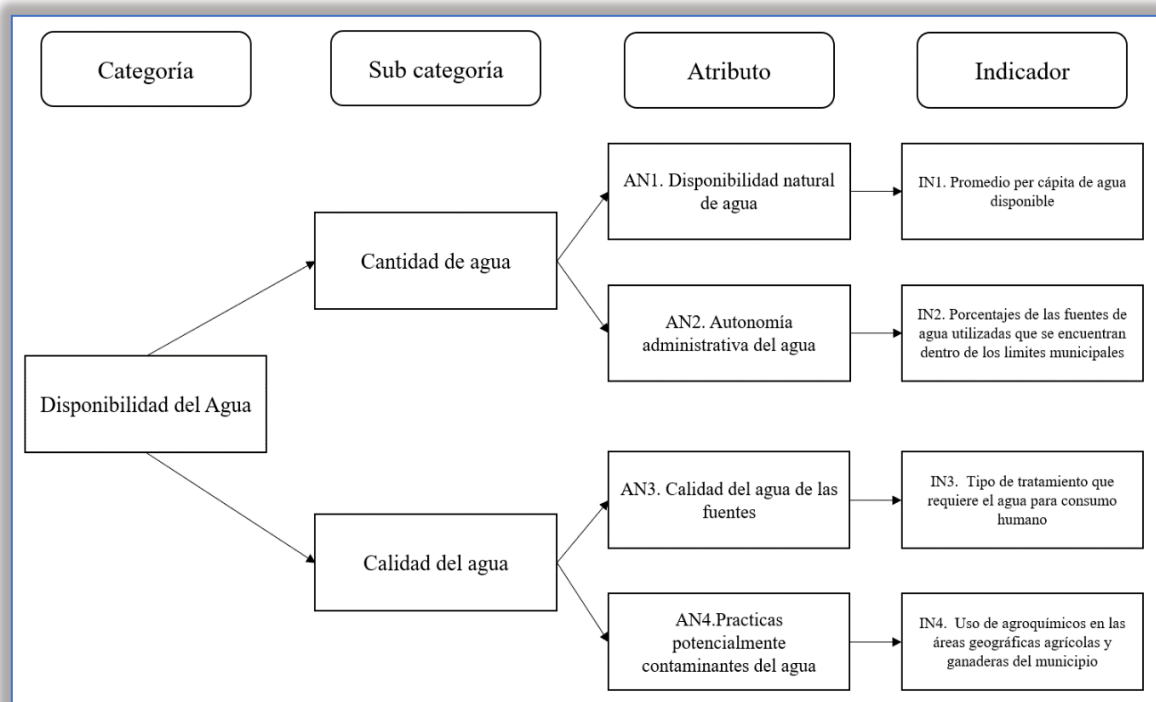 Categoría
Sub categoría
Atributo
Indicador
AN1. Disponibilidad natural
de agua
IN1. Promedio per cápita de agua
disponible
Cantidad de agua
AN2. Autonomía
administrativa del agua
IN2. Porcentajes de las fuentes de
agua utilizadas que se encuentran
dentro de los limites municipales
Disponibilidad del Agua
AN3. Calidad del agua de las
fuentes
IN3. Tipo de tratamiento que
requiere el agua para consumo
humano
Calidad del agua
AN4.Practicas
potencialmente
contaminantes del agua
IN4. Uso de agroquímicos en las
áreas geográficas agrícolas y
ganaderas del municipio